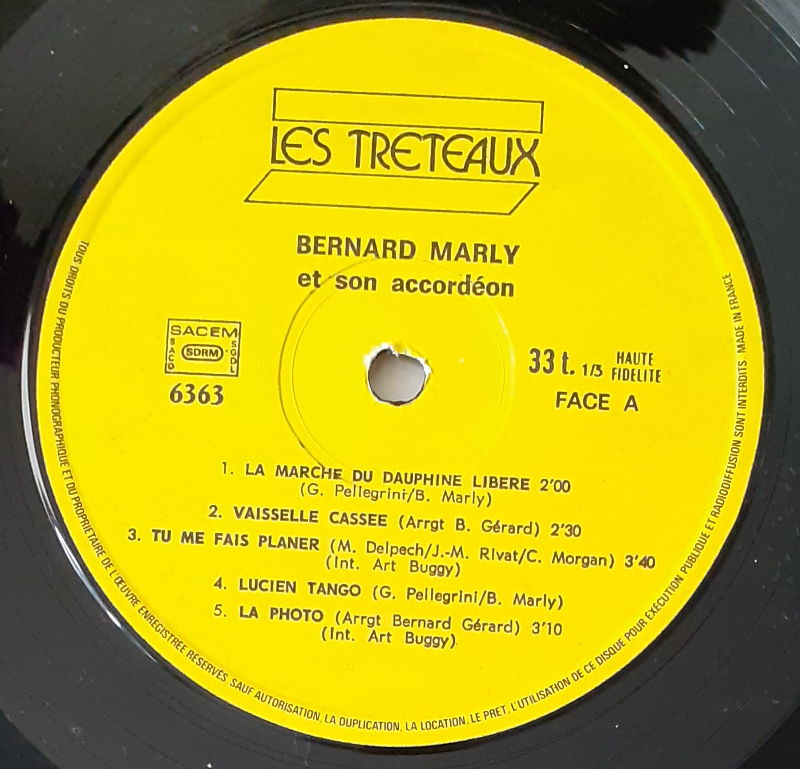 LES TRETEAUX
BERNARD MARLY
et son accordéon
SACEM
SACD
SDRM
SGDL
6363
33 t. 1/3
HAUTE
FIDELITE
FACE A
1. LA MARCHE DU DAUPHINE LIBERE 2'00
(G. Pellegrini/B. Marly)
2. VAISSELLE CASSEE (Arrgt B. Gérard) 2'30
3. TU ME FAIS PLANER (M. Delpech/J.-M. Rivat/C. Morgan) 3'40
(Int. Art Buggy)
4. LUCIEN TANGO (G. Pellegrini/B. Marly)
5. LA PHOTO (Arrgt Bernard Gérard) 3'10
(Int. Art Buggy)
TOUS DROITS DU PRODUCTEUR PHONOGRAPHIQUE ET DU PROPRIETAIRE DE L'ŒUVRE ENREGISTREE RÉSERVÉS SAUF AUTORISATION, LA DUPLICATION, LA LOCATION, LE PRET, L'UTILISATION DE CE DISQUE POUR EXÉCUTION PUBLIQUE ET RADIODIFFUSION SONT INTERDITS MADE IN FRANCE